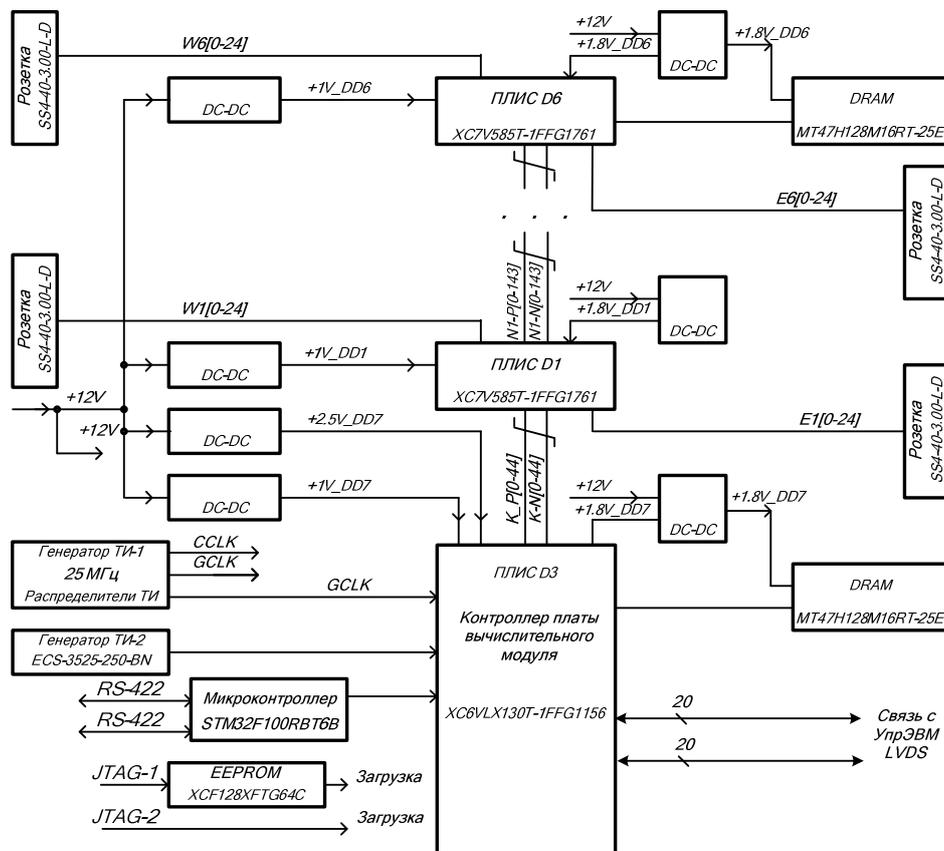 Розетка
SS4-40-3.00-L-D
W6[0-24]
+12V
+1.8V_DD6
DC-DC
+1.8V_DD6
DC-DC
+1V_DD6
ПЛИС D6
XC7V585T-1FFG1761
DRAM
MT47H128M16RT-25E
E6[0-24]
Розетка
SS4-40-3.00-L-D
. . .
N1-P[0-143]
N1-N[0-143]
Розетка
SS4-40-3.00-L-D
W1[0-24]
+12V
+1.8V_DD1
DC-DC
DC-DC
+1V_DD1
ПЛИС D1
XC7V585T-1FFG1761
E1[0-24]
Розетка
SS4-40-3.00-L-D
+12V
+12V
DC-DC
+2.5V_DD7
DC-DC
+1V_DD7
K_P[0-44]
K-N[0-44]
+12V
+1.8V_DD7
DC-DC
+1.8V_DD7
DRAM
MT47H128M16RT-25E
Генератор ТИ-1
25 МГц
Распределители ТИ
CCLK
GCLK
GCLK
ПЛИС D3
Контроллер платы
вычислительного
модуля
XC6VLX130T-1FFG1156
Генератор ТИ-2
ECS-3525-250-BN
RS-422
RS-422
Микроконтроллер
STM32F100RBT6B
20
20
Связь с
УпрЭВМ
LVDS
JTAG-1
EEPROM
XCF128XFTG64C
Загрузка
JTAG-2
Загрузка